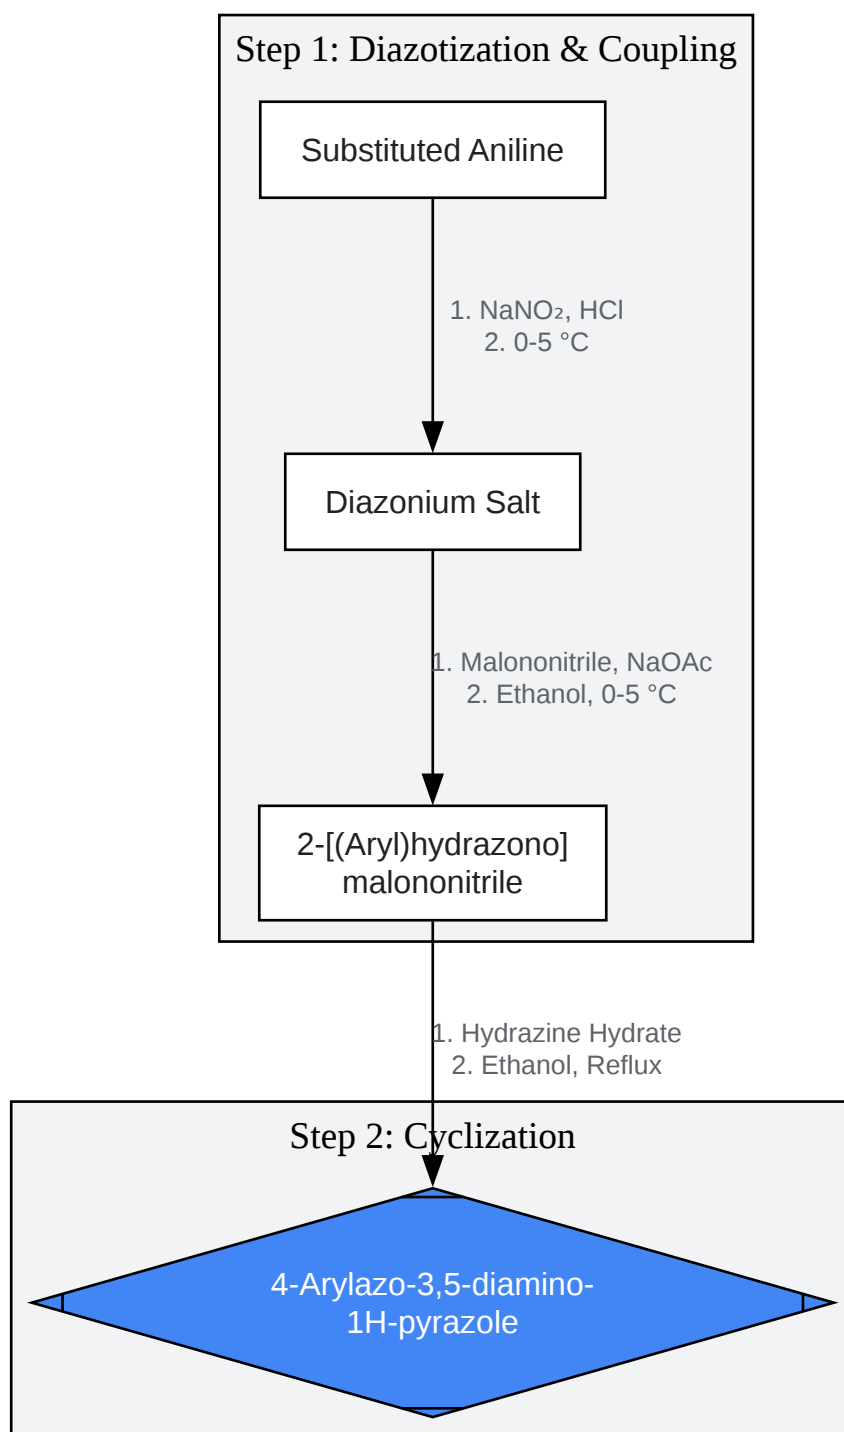 Step 1: Diazotization & Coupling
Substituted Aniline
1. NaNO₂, HCl
2. 0-5 °C
Diazonium Salt
1. Malononitrile, NaOAc
2. Ethanol, 0-5 °C
2-[(Aryl)hydrazono]
malononitrile
1. Hydrazine Hydrate
2. Ethanol, Reflux
Step 2: Cyclization
4-Arylazo-3,5-diamino-
1H-pyrazole